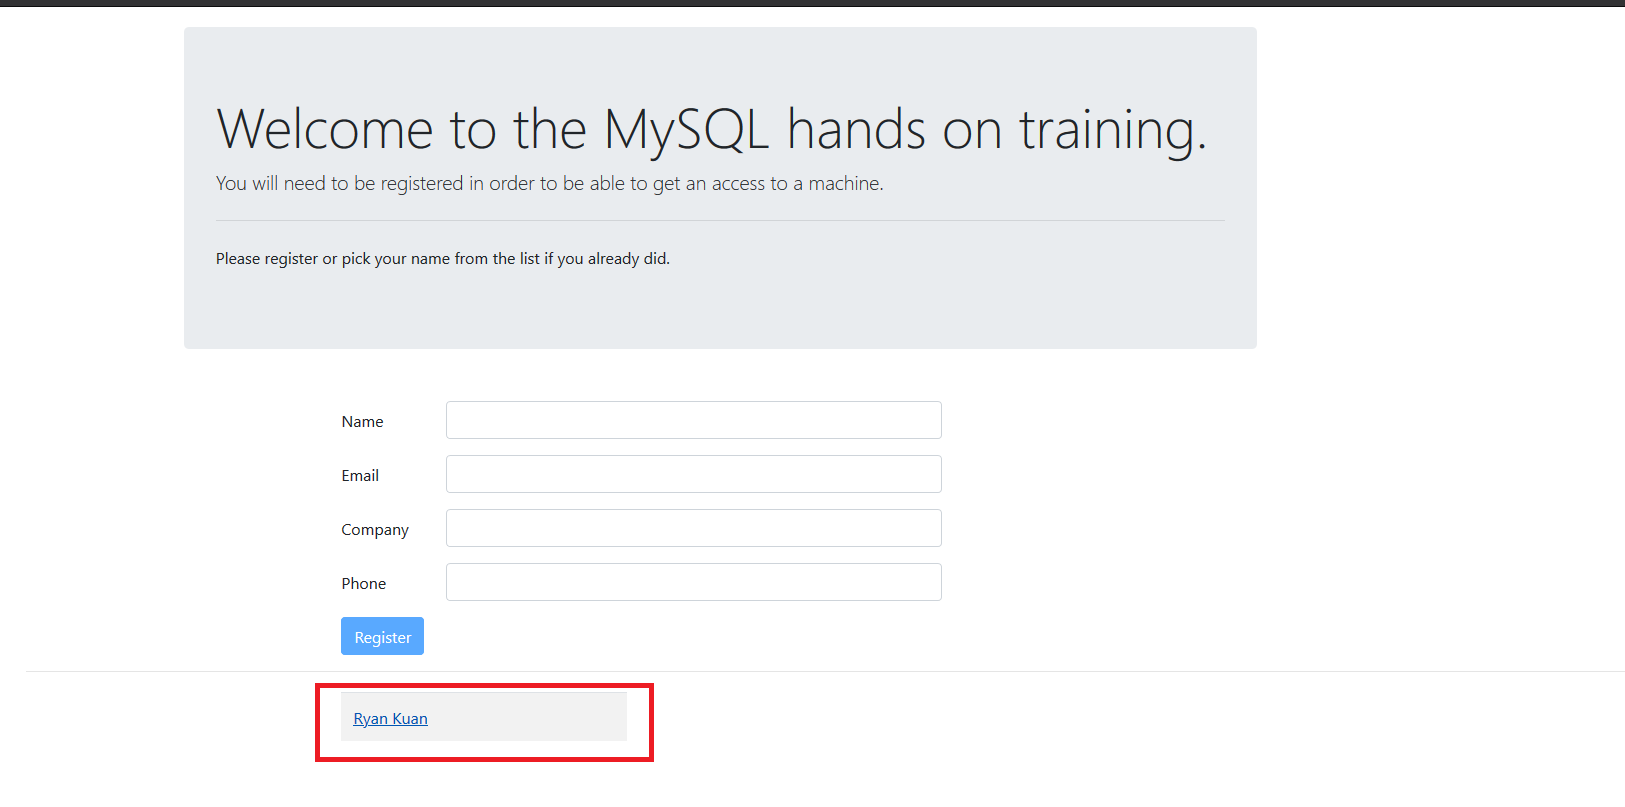 Welcome to the MySQL hands on training.
You will need to be registered in order to be able to get an access to a machine.
Please register or pick your name from the list if you already did.
Name
Email
Company
Phone
Register
Ryan Kuan